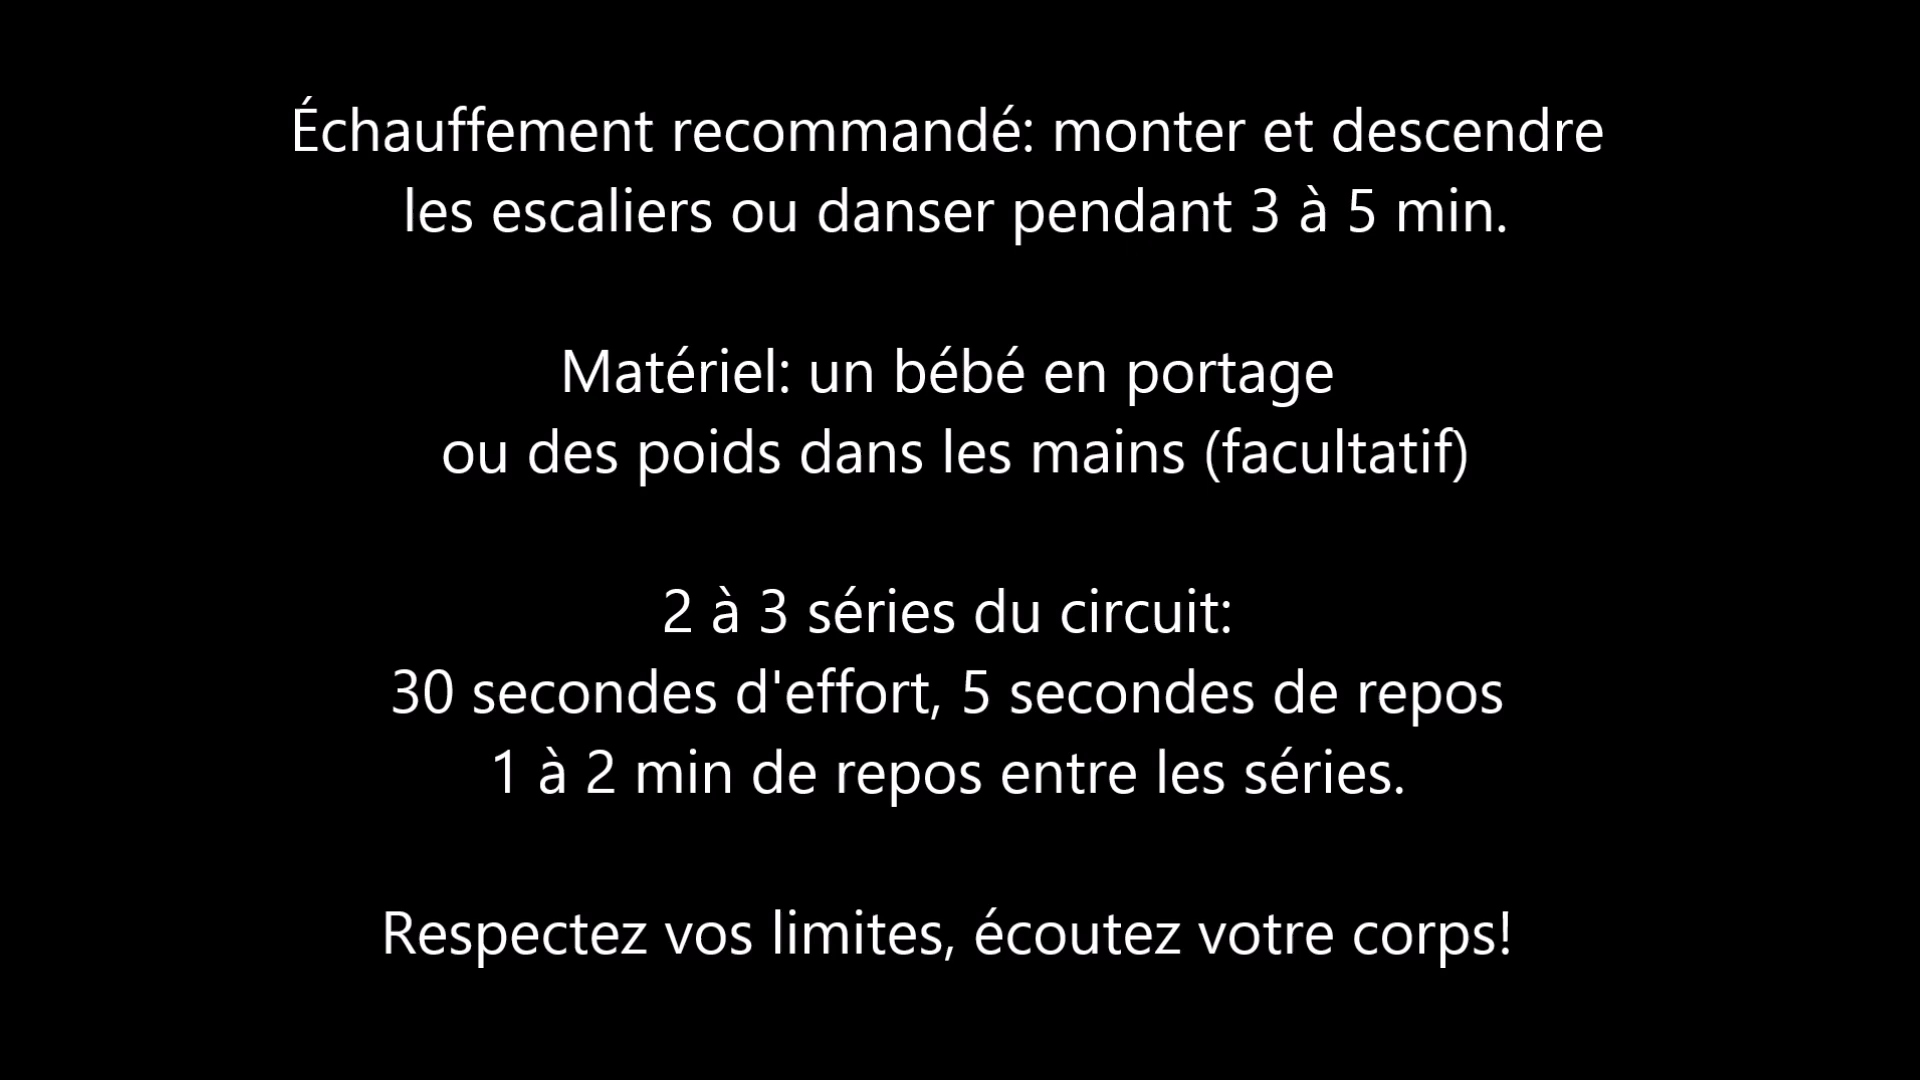 Échauffement recommandé: monter et descendre
les escaliers ou danser pendant 3 à 5 min.
Matériel: un bébé en portage
ou des poids dans les mains (facultatif)
2 à 3 séries du circuit:
30 secondes d'effort, 5 secondes de repos
1 à 2 min de repos entre les séries.
Respectez vos limites, écoutez votre corps!